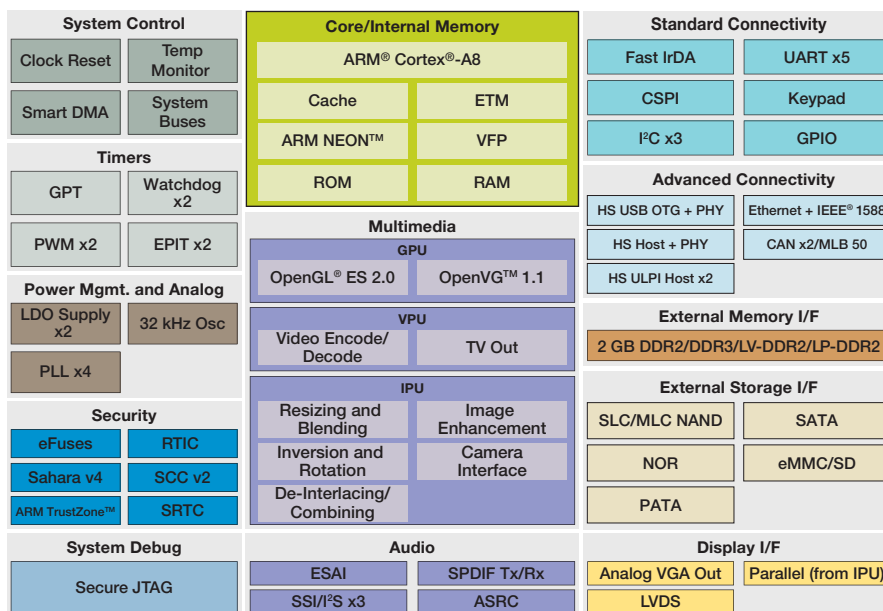 System Control
Clock Reset
Temp
Monitor
Smart DMA
System
Buses
Timers
GPT
Watchdog
x2
PWM x2
EPIT x2
Power Mgmt. and Analog
LDO Supply
x2
32 kHz Osc
PLL x4
Security
eFuses
RTIC
Sahara v4
SCC v2
ARM TrustZone™
SRTC
System Debug
Secure JTAG
Core/Internal Memory
ARM® Cortex®-A8
Cache
ETM
ARM NEON™
VFP
ROM
RAM
Multimedia
GPU
OpenGL® ES 2.0
OpenVG™ 1.1
VPU
Video Encode/
Decode
TV Out
IPU
Resizing and
Blending
Image
Enhancement
Inversion and
Rotation
Camera
Interface
De-Interlacing/
Combining
Audio
ESAI
SPDIF Tx/Rx
SSI/I²S x3
ASRC
Standard Connectivity
Fast IrDA
UART x5
CSPI
Keypad
I²C x3
GPIO
Advanced Connectivity
HS USB OTG + PHY
Ethernet + IEEE® 1588
HS Host + PHY
CAN x2/MLB 50
HS ULPI Host x2
External Memory I/F
2 GB DDR2/DDR3/LV-DDR2/LP-DDR2
External Storage I/F
SLC/MLC NAND
SATA
NOR
eMMC/SD
PATA
Display I/F
Analog VGA Out
Parallel (from IPU)
LVDS